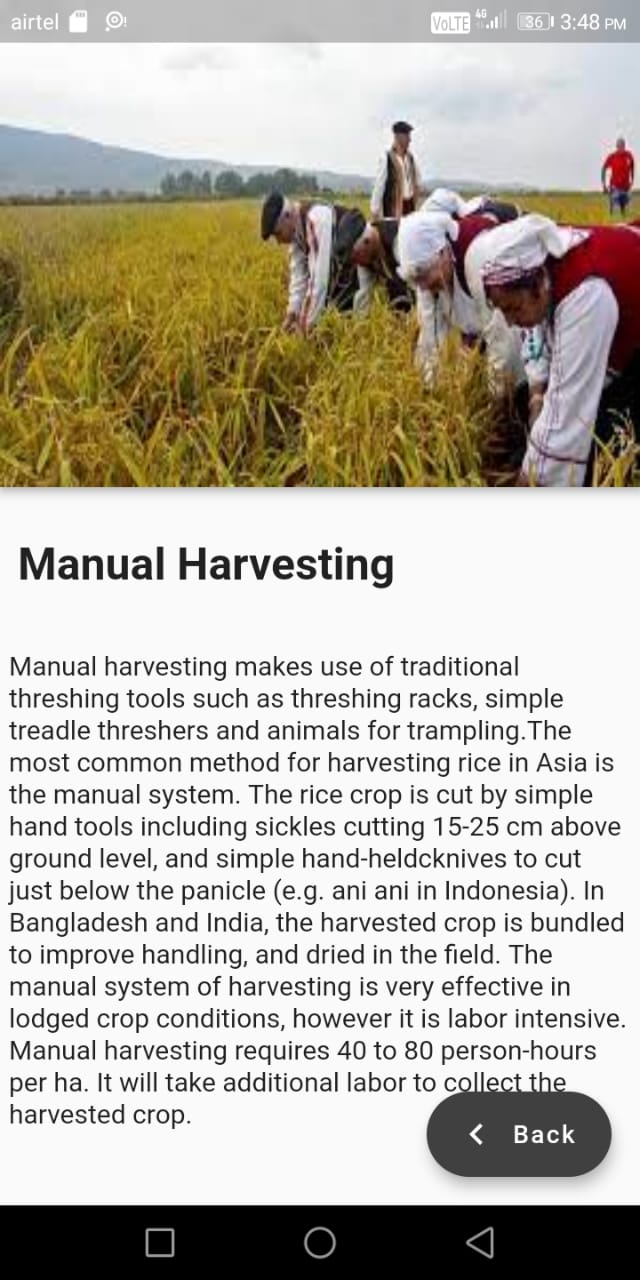 airtel
VoLTE 4G 36 3:48 PM
Manual Harvesting
Manual harvesting makes use of traditional
threshing tools such as threshing racks, simple
treadle threshers and animals for trampling.The
most common method for harvesting rice in Asia is
the manual system. The rice crop is cut by simple
hand tools including sickles cutting 15-25 cm above
ground level, and simple hand-heldcknives to cut
just below the panicle (e.g. ani ani in Indonesia). In
Bangladesh and India, the harvested crop is bundled
to improve handling, and dried in the field. The
manual system of harvesting is very effective in
lodged crop conditions, however it is labor intensive.
Manual harvesting requires 40 to 80 person-hours
per ha. It will take additional labor to collect the
harvested crop.
Back